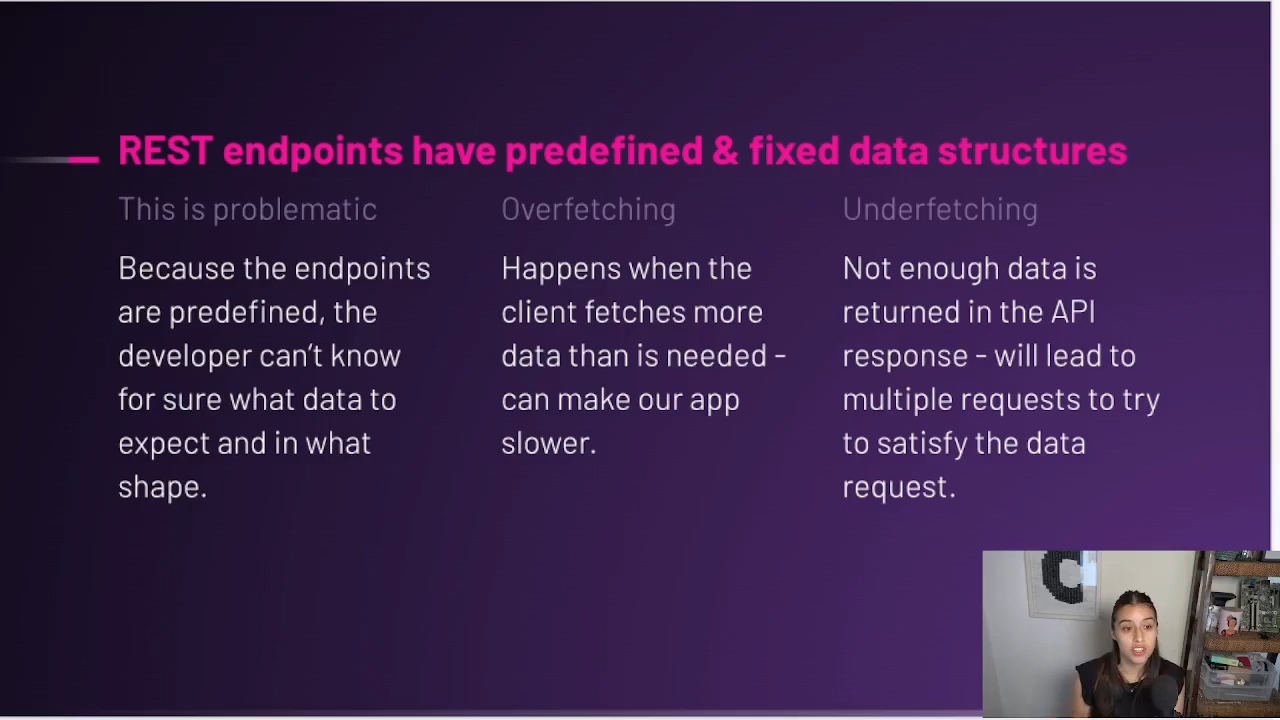 REST endpoints have predefined & fixed data structures
This is problematic
Because the endpoints
are predefined, the
developer can't know
for sure what data to
expect and in what
shape.
Overfetching
Happens when the
client fetches more
data than is needed -
can make our app
slower.
Underfetching
Not enough data is
returned in the API
response - will lead to
multiple requests to try
to satisfy the data
request.